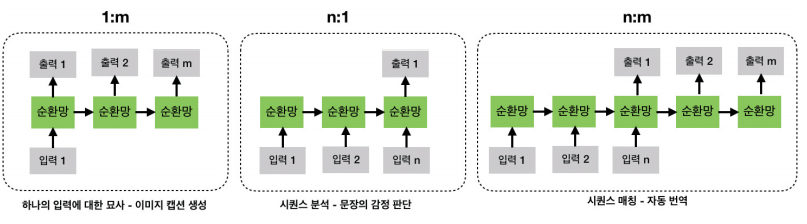 1:m
출력 1
출력 2
출력 m
순환망
순환망
순환망
입력 1
하나의 입력에 대한 묘사 - 이미지 캡션 생성
n:1
출력 1
순환망
순환망
순환망
입력 1
입력 2
입력 n
시퀀스 분석 - 문장의 감정 판단
n:m
출력 1
출력 2
출력 m
순환망
순환망
순환망
순환망
순환망
입력 1
입력 2
입력 n
시퀀스 매칭 - 자동 번역